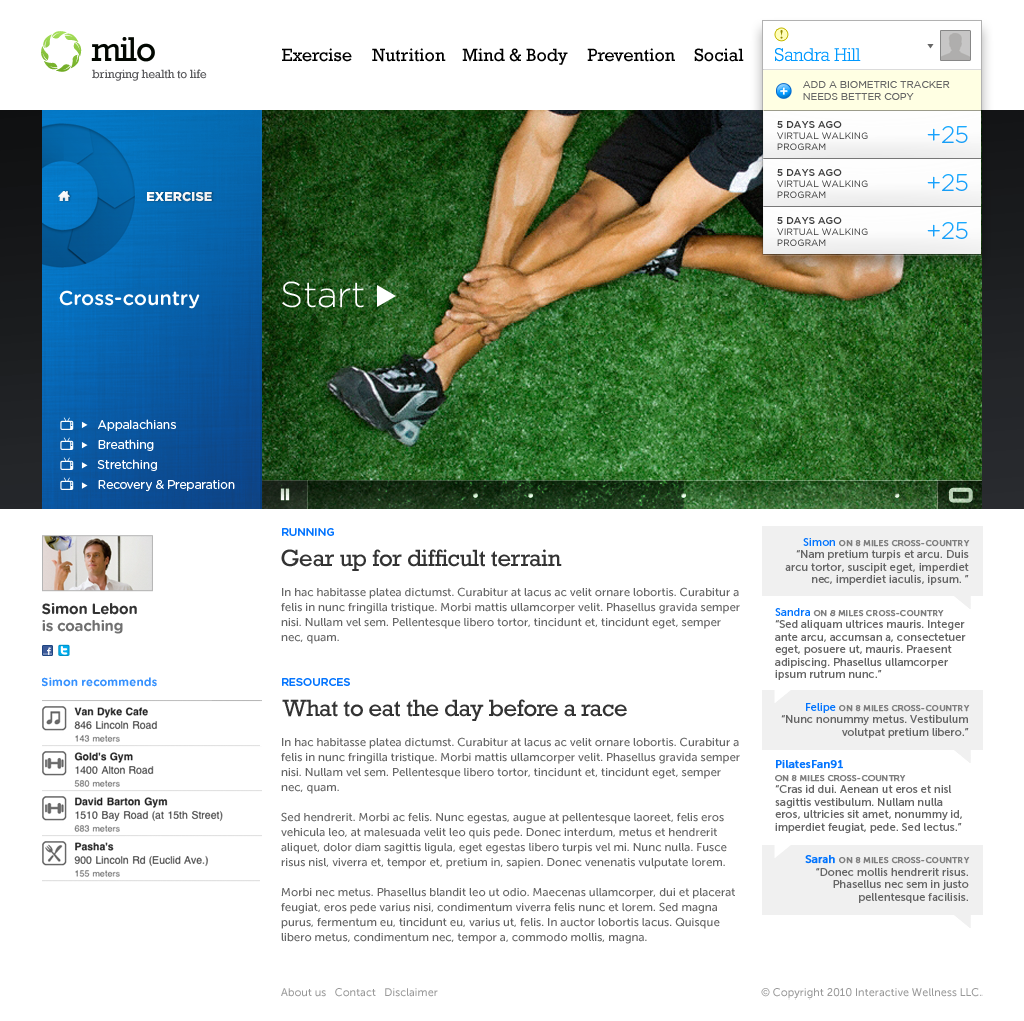 milo
bringing health to life
Exercise Nutrition Mind & Body Prevention Social
Sandra Hill
ADD A BIOMETRIC TRACKER
NEEDS BETTER COPY
5 DAYS AGO
VIRTUAL WALKING
PROGRAM
+25
5 DAYS AGO
VIRTUAL WALKING
PROGRAM
+25
5 DAYS AGO
VIRTUAL WALKING
PROGRAM
+25
EXERCISE
Cross-country
Appalachians
Breathing
Stretching
Recovery & Preparation
Start
Simon Lebon
is coaching
Simon recommends
Van Dyke Cafe
846 Lincoln Road
143 meters
Gold's Gym
1400 Alton Road
580 meters
David Barton Gym
1510 Bay Road (at 15th Street)
683 meters
Pasha's
900 Lincoln Rd (Euclid Ave.)
155 meters
RUNNING
Gear up for difficult terrain
In hac habitasse platea dictumst. Curabitur at lacus ac velit ornare lobortis. Curabitur a
felis in nunc fringilla tristique. Morbi mattis ullamcorper velit. Phasellus gravida semper
nisi. Nullam vel sem. Pellentesque libero tortor, tincidunt et, tincidunt eget, semper
nec, quam.
RESOURCES
What to eat the day before a race
In hac habitasse platea dictumst. Curabitur at lacus ac velit ornare lobortis. Curabitur a
felis in nunc fringilla tristique. Morbi mattis ullamcorper velit. Phasellus gravida semper
nisi. Nullam vel sem. Pellentesque libero tortor, tincidunt et, tincidunt eget, semper
nec, quam.
Sed hendrerit. Morbi ac felis. Nunc egestas, augue at pellentesque laoreet, felis eros
vehicula leo, at malesuada velit leo quis pede. Donec interdum, metus et hendrerit
aliquet, dolor diam sagittis ligula, eget egestas libero turpis vel mi. Nunc nulla. Fusce
risus nisl, viverra et, tempor et, pretium in, sapien. Donec venenatis vulputate lorem.
Morbi nec metus. Phasellus blandit leo ut odio. Maecenas ullamcorper, dui et placerat
feugiat, eros pede varius nisi, condimentum viverra felis nunc et lorem. Sed magna
purus, fermentum eu, tincidunt eu, varius ut, felis. In auctor lobortis lacus. Quisque
libero metus, condimentum nec, tempor a, commodo mollis, magna.
Simon ON 8 MILES CROSS-COUNTRY
“Nam pretium turpis et arcu. Duis
arcu tortor, suscipit eget, imperdiet
nec, imperdiet iaculis, ipsum. ”
Sandra ON 8 MILES CROSS-COUNTRY
“Sed aliquam ultrices mauris. Integer
ante arcu, accumsan a, consectetuer
eget, posuere ut, mauris. Praesent
adipiscing. Phasellus ullamcorper
ipsum rutrum nunc.”
Felipe ON 8 MILES CROSS-COUNTRY
“Nunc nonummy metus. Vestibulum
volutpat pretium libero.”
PilatesFan91
ON 8 MILES CROSS-COUNTRY
“Cras id dui. Aenean ut eros et nisl
sagittis vestibulum. Nullam nulla
eros, ultricies sit amet, nonummy id,
imperdiet feugiat, pede. Sed lectus.”
Sarah ON 8 MILES CROSS-COUNTRY
“Donec mollis hendrerit risus.
Phasellus nec sem in justo
pellentesque facilisis.
About us Contact Disclaimer
© Copyright 2010 Interactive Wellness LLC.